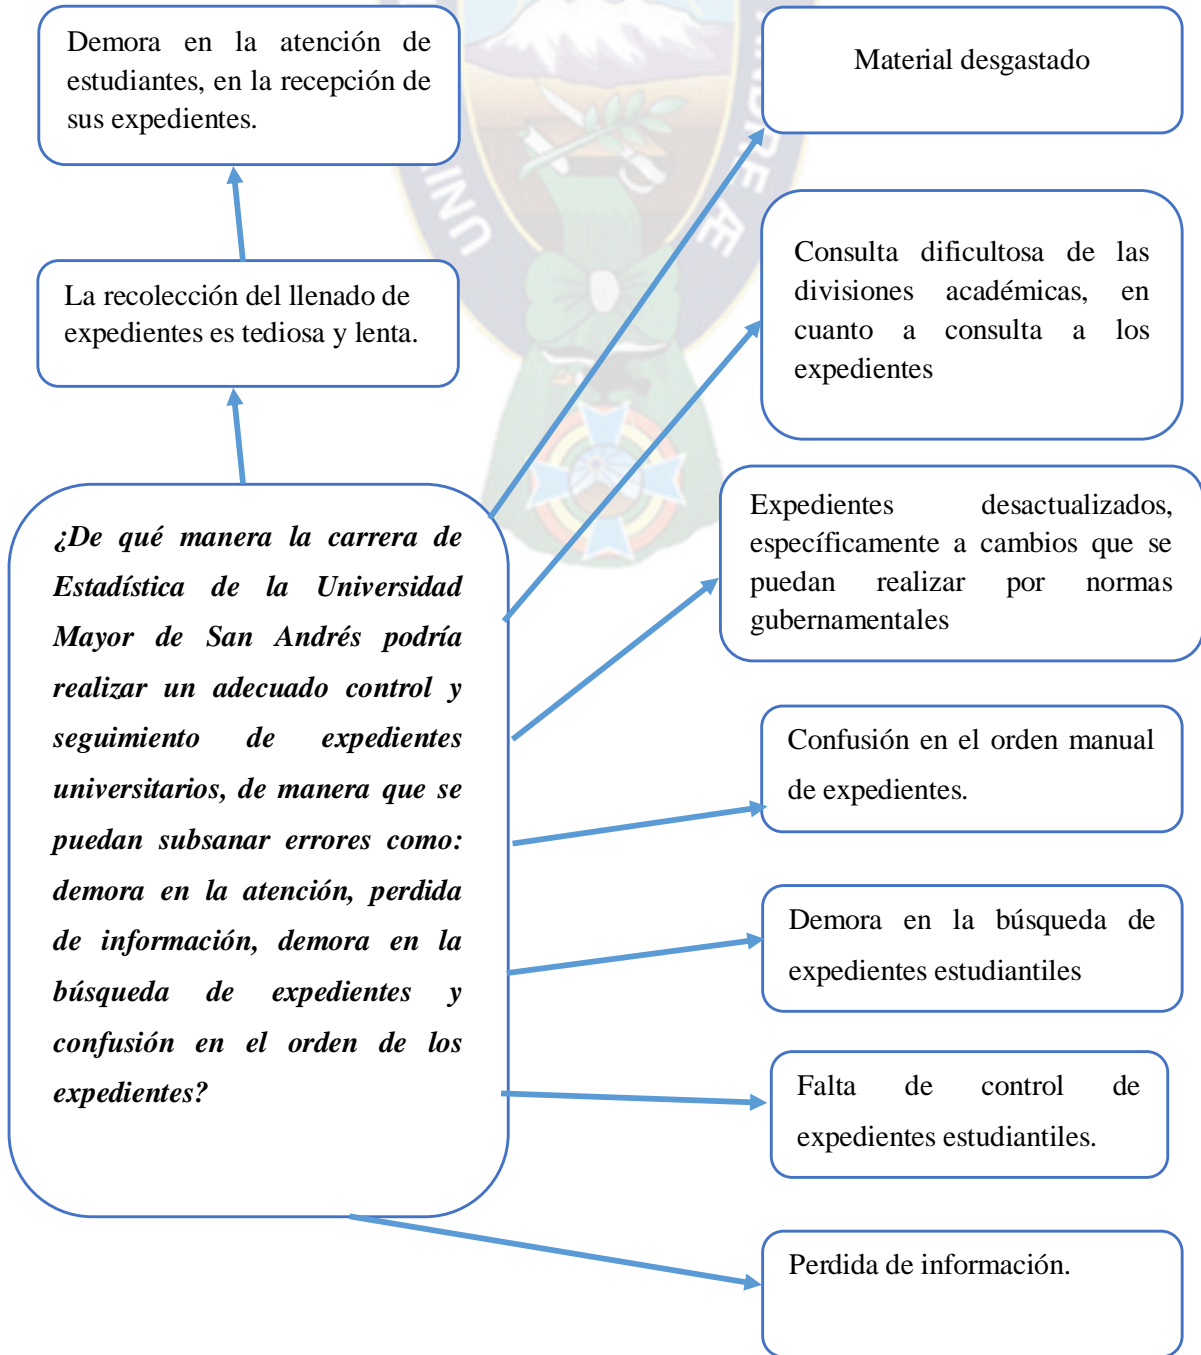 Demora en la atención de
estudiantes, en la recepción de
sus expedientes.
Material desgastado
La recolección del llenado de
expedientes es tediosa y lenta.
Consulta dificultosa de las
divisiones académicas, en
cuanto a consulta a los
expedientes
¿De qué manera la carrera de
Estadística de la Universidad
Mayor de San Andrés podría
realizar un adecuado control y
seguimiento de expedientes
universitarios, de manera que se
puedan subsanar errores como:
demora en la atención, perdida
de información, demora en la
búsqueda de expedientes y
confusión en el orden de los
expedientes?
Expedientes desactualizados,
específicamente a cambios que se
puedan realizar por normas
gubernamentales
Confusión en el orden manual
de expedientes.
Demora en la búsqueda de
expedientes estudiantiles
Falta de control de
expedientes estudiantiles.
Perdida de información.